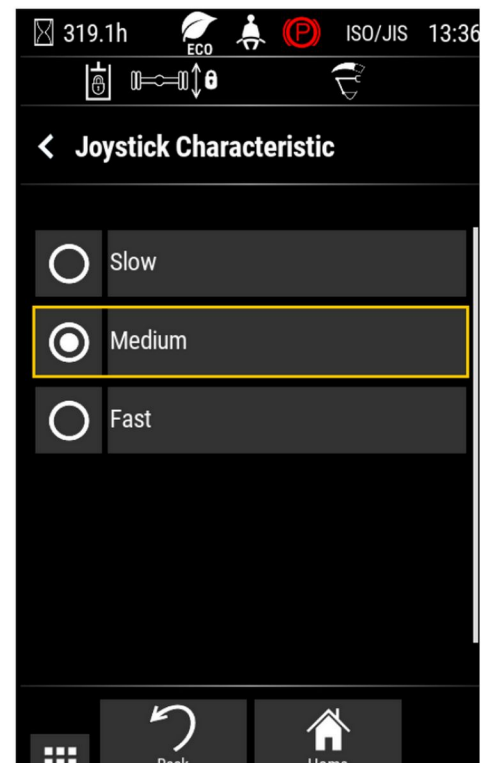 319.1h ECO P ISO/JIS 13:36
Joystick Characteristic
Slow
Medium
Fast
Back Home